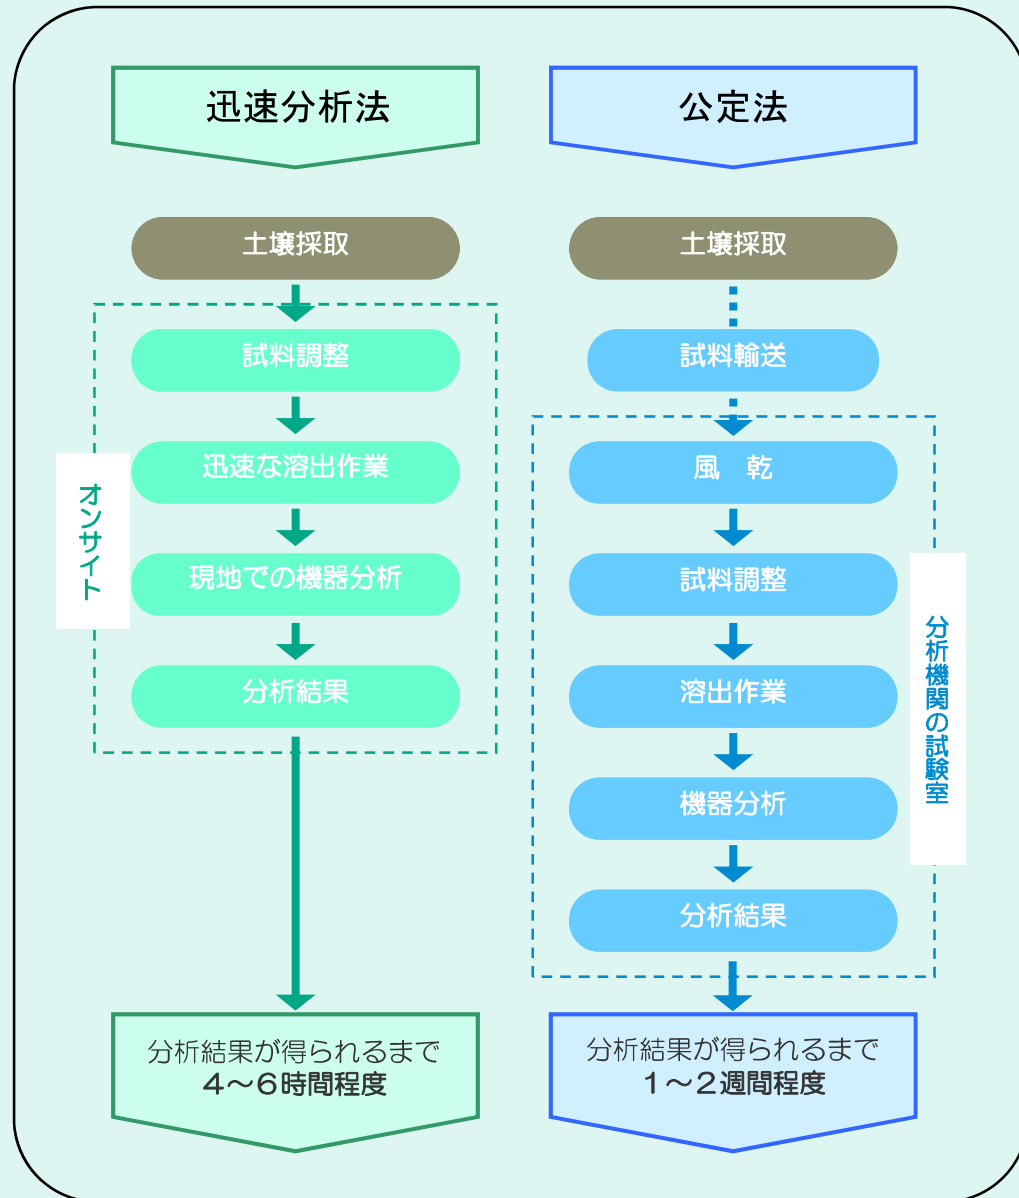 迅速分析法
土壌採取
試料調整
迅速な溶出作業
現地での機器分析
分析結果
オンサイト
分析結果が得られるまで
４～６時間程度
公定法
土壌採取
試料輸送
風　乾
試料調整
溶出作業
機器分析
分析結果
分析機関の試験室
分析結果が得られるまで
１～２週間程度